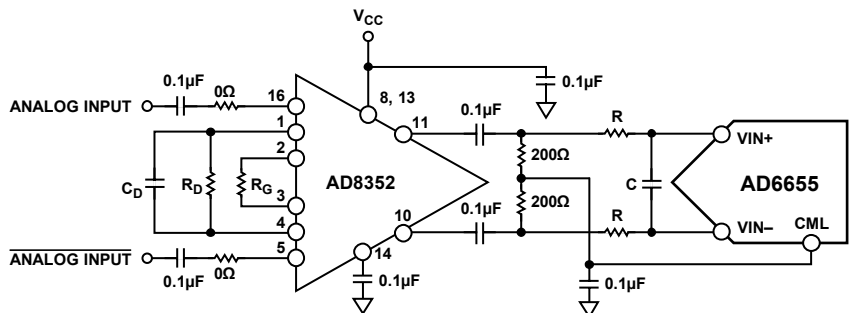 VCC
0.1µF
0Ω
16
8, 13
0.1µF
ANALOG INPUT
1
11
0.1µF
R
2
VIN+
CD
RD
RG
AD8352
200Ω
C
AD6655
3
200Ω
4
10
0.1µF
R
VIN–
CML
ANALOG INPUT
5
14
0.1µF
0Ω
0.1µF
0.1µF